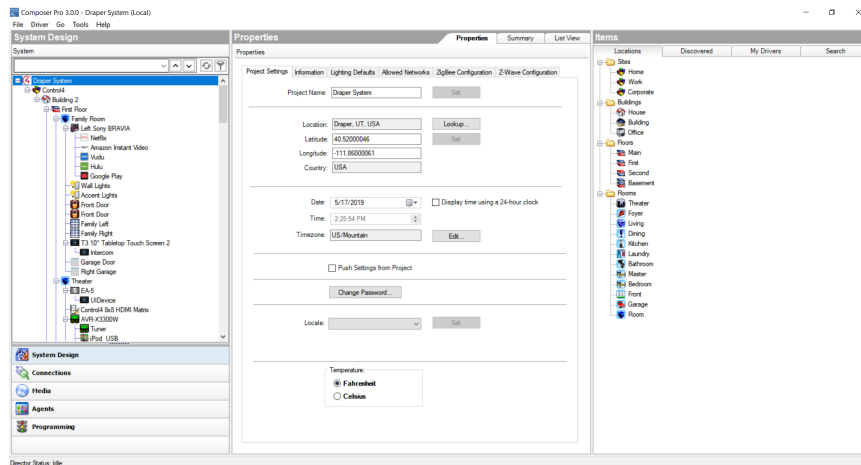 Composer Pro 3.0.0 - Draper System (Local)
File Driver Go Tools Help
System Design
System
Draper System
Control4
Building 2
First Floor
Family Room
Left Sony BRAVIA
Netflix
Amazon Instant Video
Vudu
Hulu
Google Play
Wall Lights
Accent Lights
Front Door
Front Door
Family Left
Family Right
T3 10" Tabletop Touch Screen 2
Intercom
Garage Door
Right Garage
Theater
EA-5
UIDevice
Control4 8x8 HDMI Matrix
AVR-X3300W
Tuner
iPod USB
System Design
Connections
Media
Agents
Programming
Director Status: Idle
Properties
Properties Summary List View
Properties
Project Settings Information Lighting Defaults Allowed Networks ZigBee Configuration Z-Wave Configuration
Project Name: Draper System Set
Location: Draper, UT, USA Lookup...
Latitude: 40.52000046 Set
Longitude: -111.86000061
Country: USA
Date: 5/17/2019 Display time using a 24-hour clock
Time: 2:25:54 PM
Timezone: US/Mountain Edit...
Push Settings from Project
Change Password...
Locale: Set
Temperature:
Fahrenheit
Celsius
Items
Locations Discovered My Drivers Search
Sites
Home
Work
Corporate
Buildings
House
Building
Office
Floors
Main
First
Second
Basement
Rooms
Theater
Foyer
Living
Dining
Kitchen
Laundry
Bathroom
Master
Bedroom
Front
Garage
Room